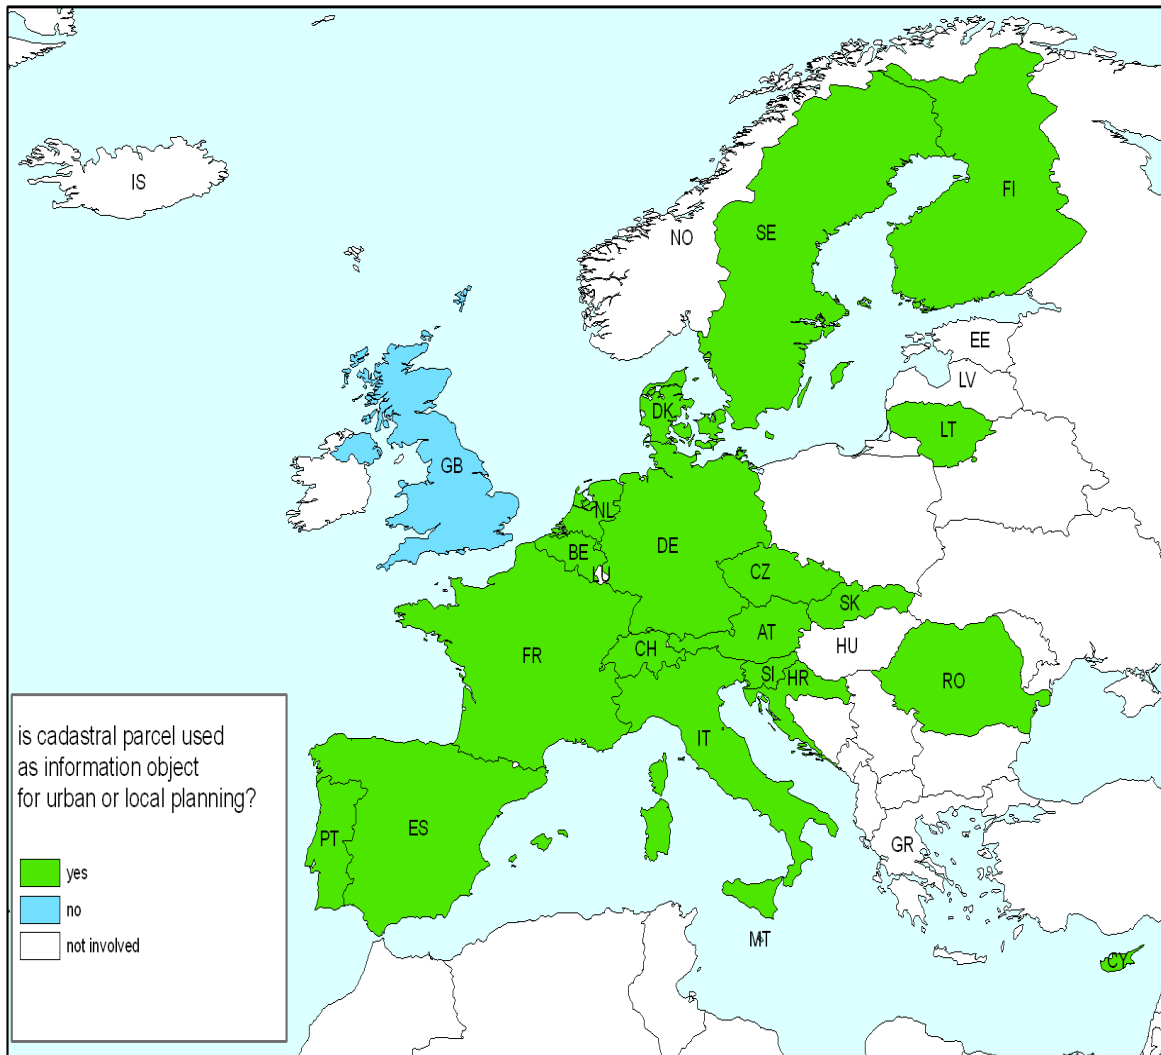 IS
FI
SE
NO
EE
LV
DK
LT
GB
NL
DE
BE
CZ
LU
SK
AT
HU
CH
FR
SI
HR
RO
IT
is cadastral parcel used
as information object
for urban or local planning?
ES
PT
GR
yes
no
not involved
MT
CY